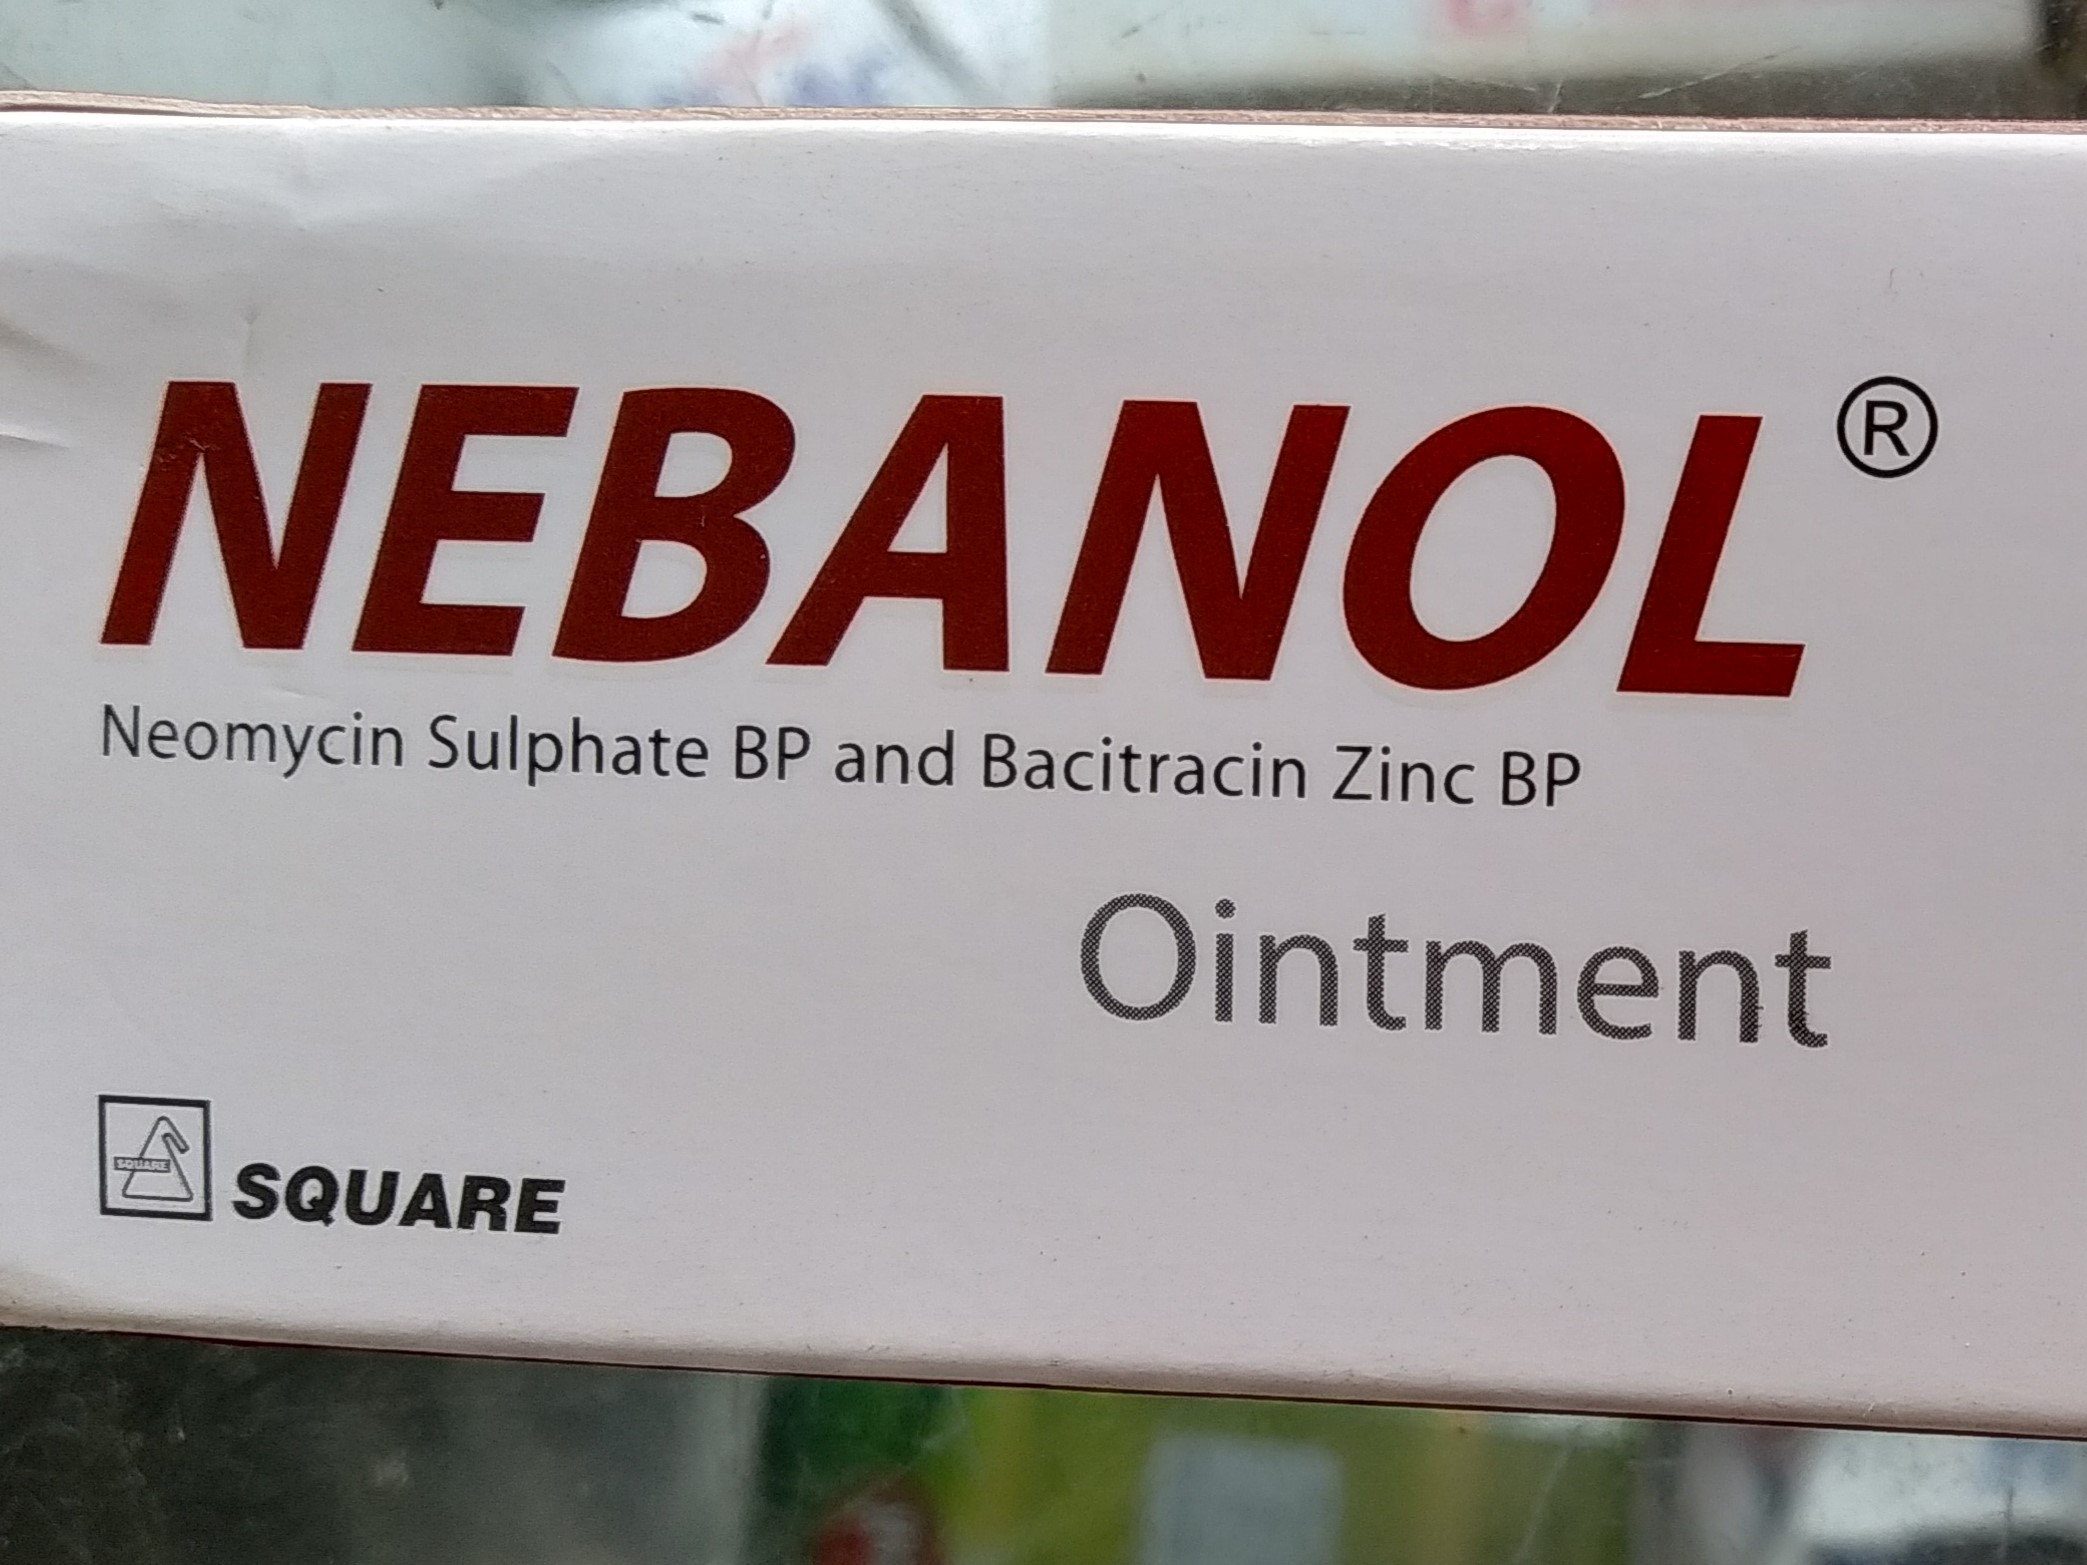 NEBANOL®
Neomycin Sulphate BP and Bacitracin Zinc BP
Ointment
SQUARE
SQUARE